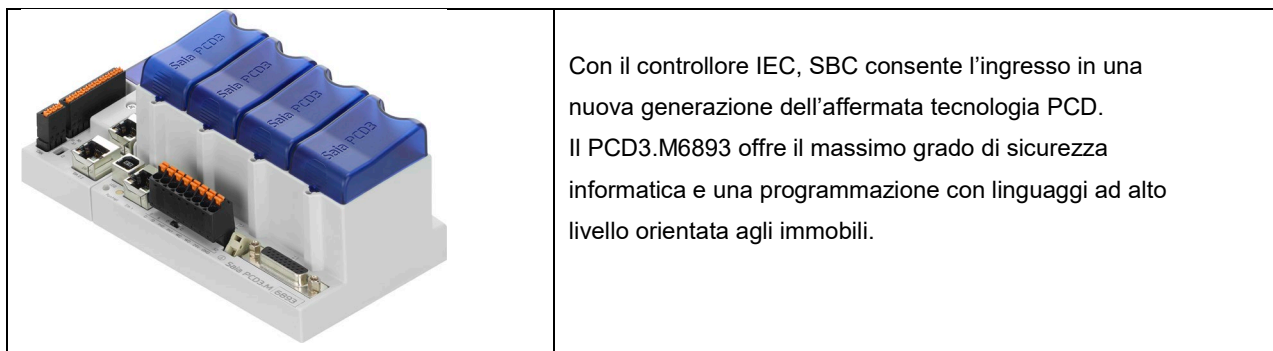 Saia PCD3
Saia PCD3
Saia PCD3
Saia PCD3
Saia PCD3.M 6893
Con il controllore IEC, SBC consente l’ingresso in una
nuova generazione dell’affermata tecnologia PCD.
Il PCD3.M6893 offre il massimo grado di sicurezza
informatica e una programmazione con linguaggi ad alto
livello orientata agli immobili.